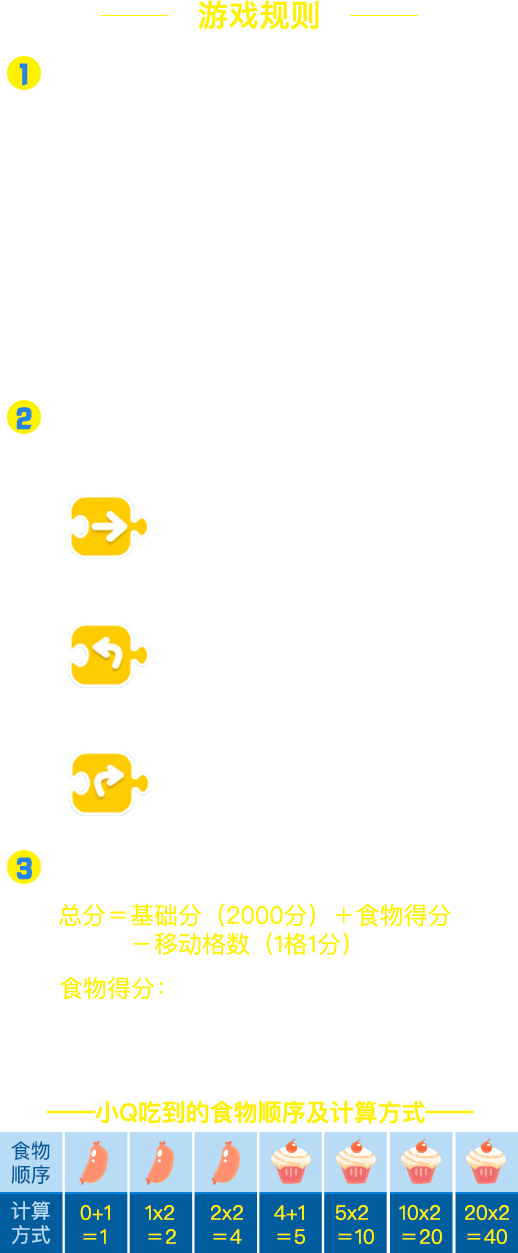 游戏规则
1
2
3
总分＝基础分（2000分）＋食物得分
－移动格数（1格1分）
食物得分：
——小Q吃到的食物顺序及计算方式——
食物
顺序
计算
方式
0+1
=1
1x2
=2
2x2
=4
4+1
=5
5x2
=10
10x2
=20
20x2
=40